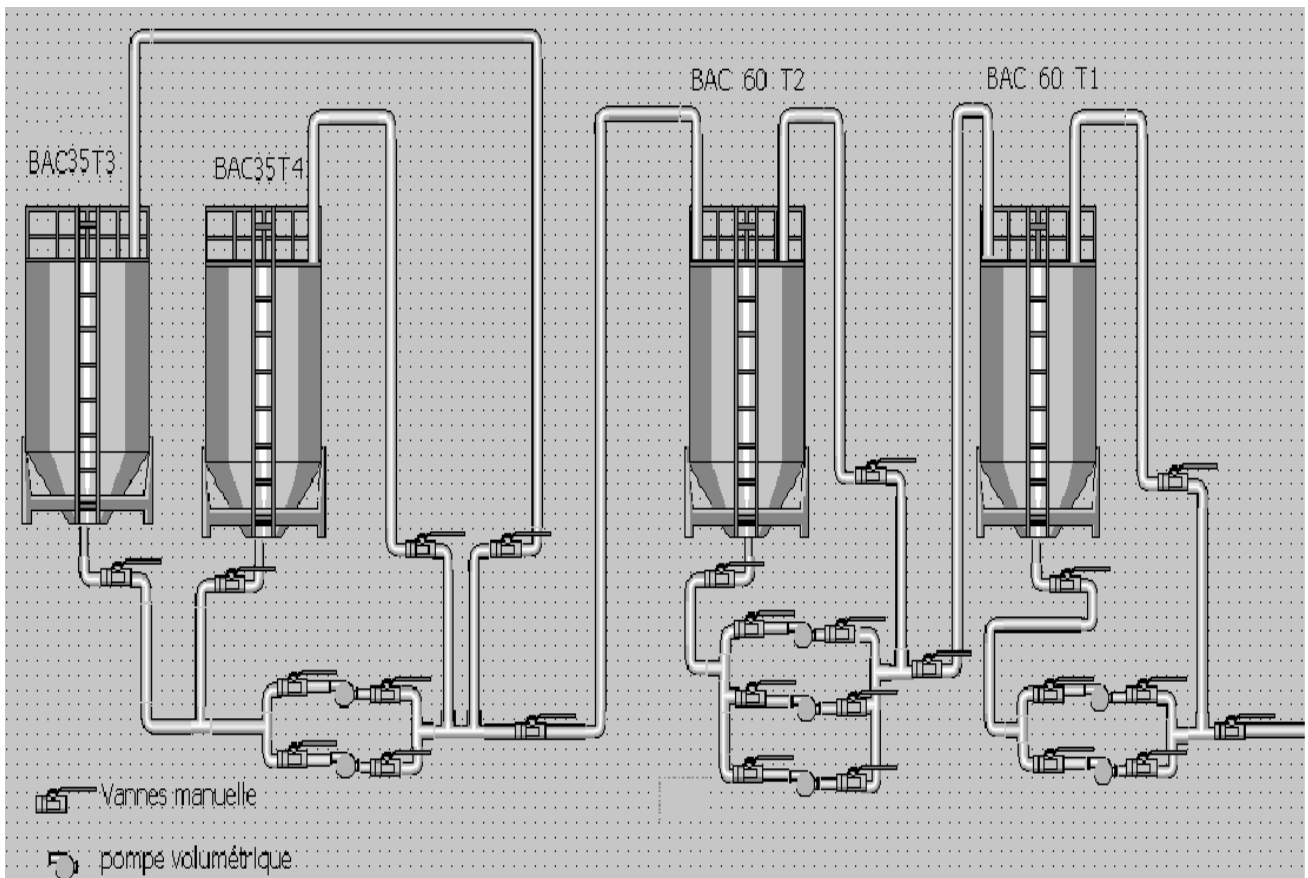 BAC 60 T2
BAC 60 T1
BAC35T3
BAC35T4
Vannes manuelle
pompe volumétrique